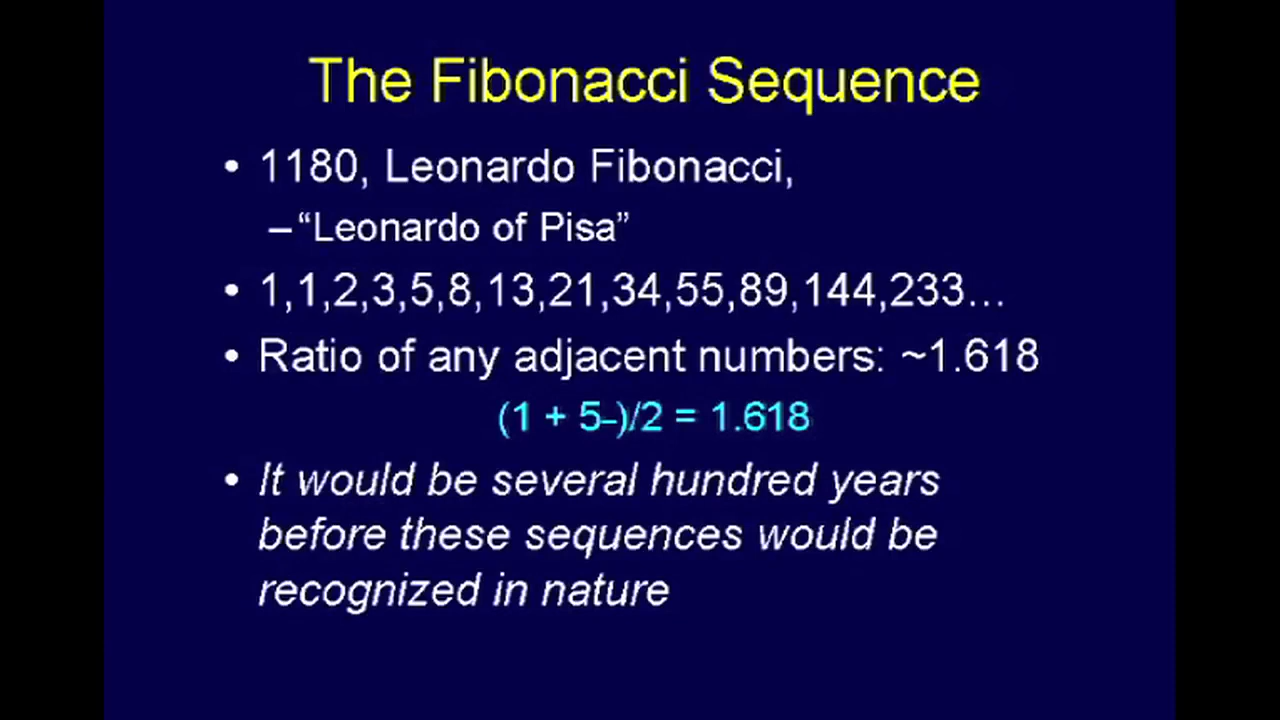 The Fibonacci Sequence
• 1180, Leonardo Fibonacci,
–“Leonardo of Pisa”
• 1,1,2,3,5,8,13,21,34,55,89,144,233…
• Ratio of any adjacent numbers: ~1.618
(1 + 5-)/2 = 1.618
• It would be several hundred years
before these sequences would be
recognized in nature